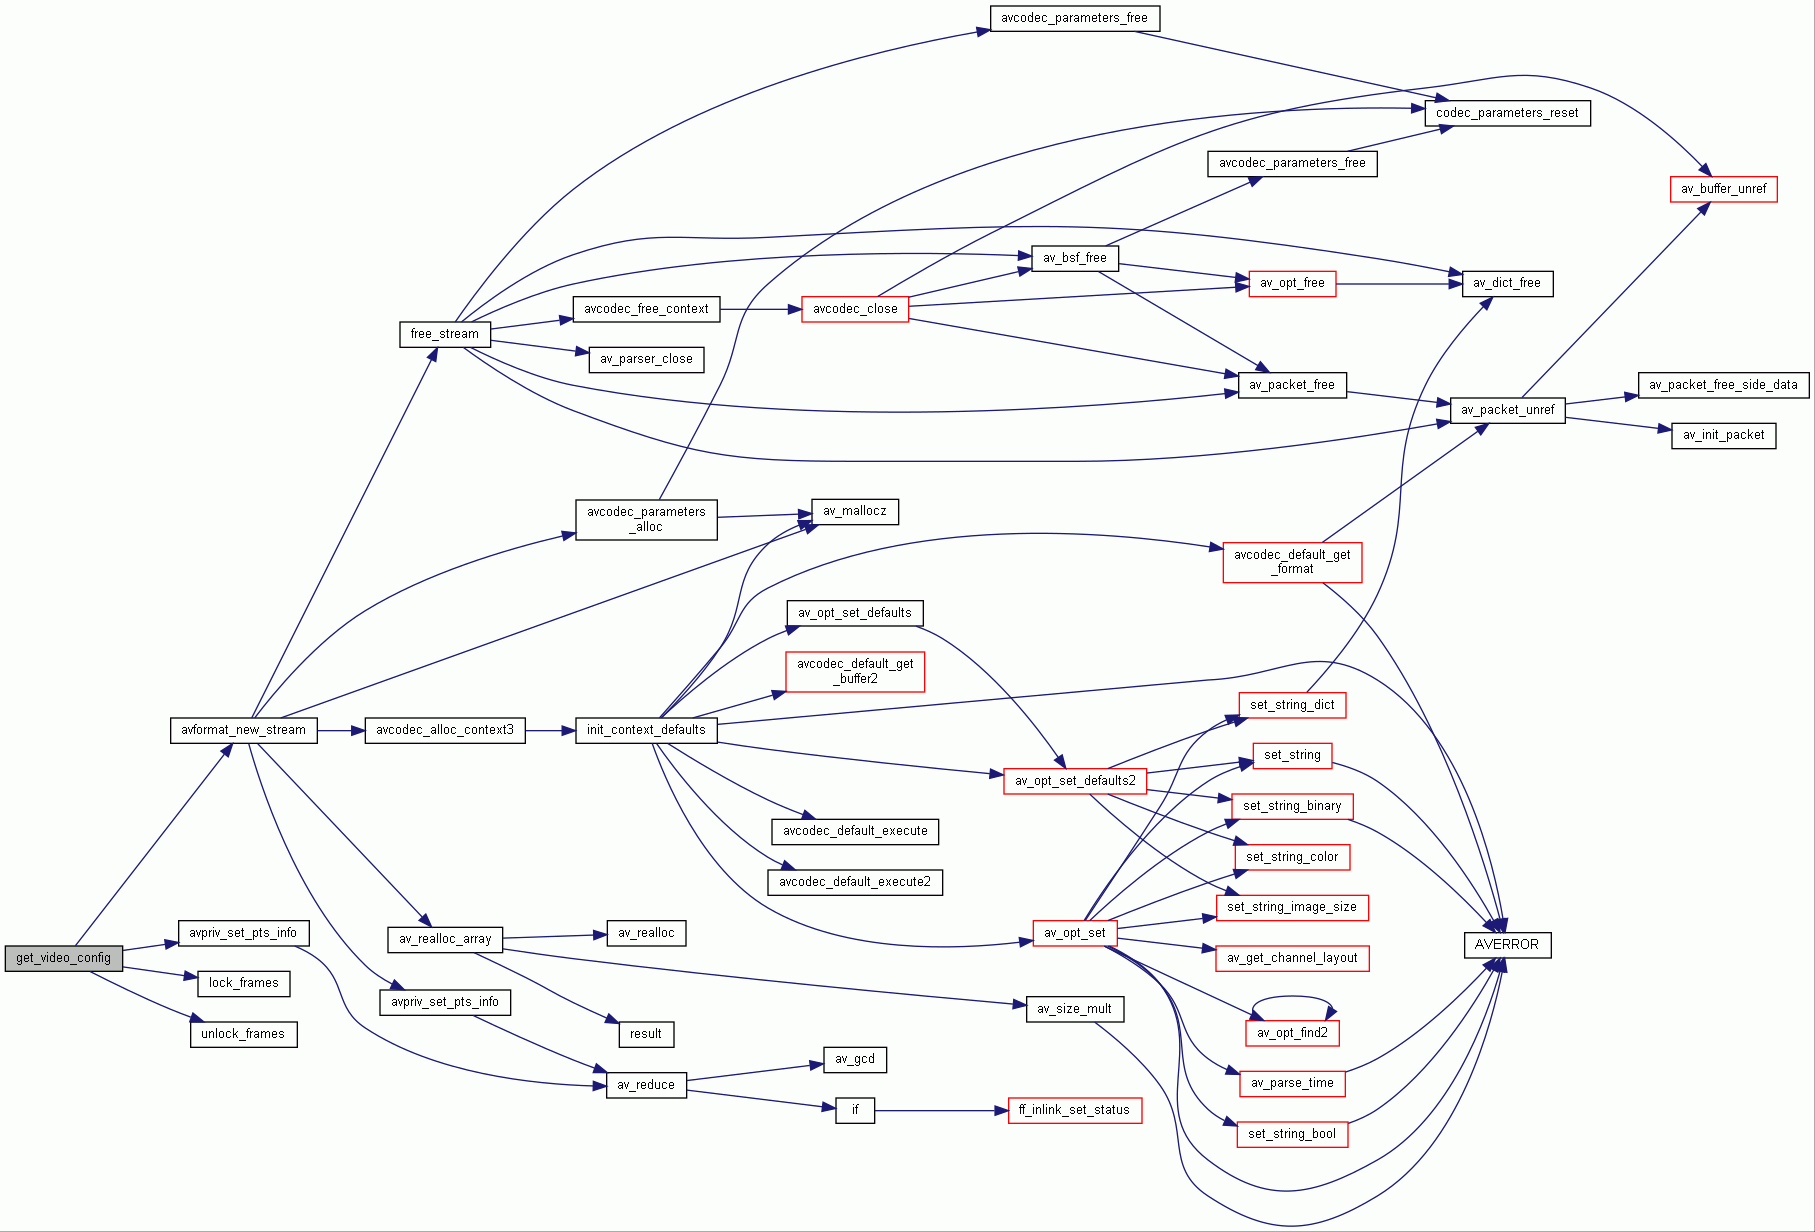 avcodec_parameters_free
codec_parameters_reset
avcodec_parameters_free
av_buffer_unref
av_bsf_free
av_opt_free
av_dict_free
avcodec_free_context
avcodec_close
free_stream
av_parser_close
av_packet_free
av_packet_free_side_data
av_packet_unref
av_init_packet
avcodec_parameters
_alloc
av_mallocz
avcodec_default_get
_format
av_opt_set_defaults
avcodec_default_get
_buffer2
set_string_dict
avformat_new_stream
avcodec_alloc_context3
init_context_defaults
set_string
av_opt_set_defaults2
set_string_binary
avcodec_default_execute
set_string_color
avcodec_default_execute2
set_string_image_size
avpriv_set_pts_info
av_realloc_array
av_realloc
av_opt_set
AVERROR
get_video_config
av_get_channel_layout
lock_frames
avpriv_set_pts_info
av_size_mult
unlock_frames
result
av_opt_find2
av_gcd
av_reduce
av_parse_time
if
ff_inlink_set_status
set_string_bool